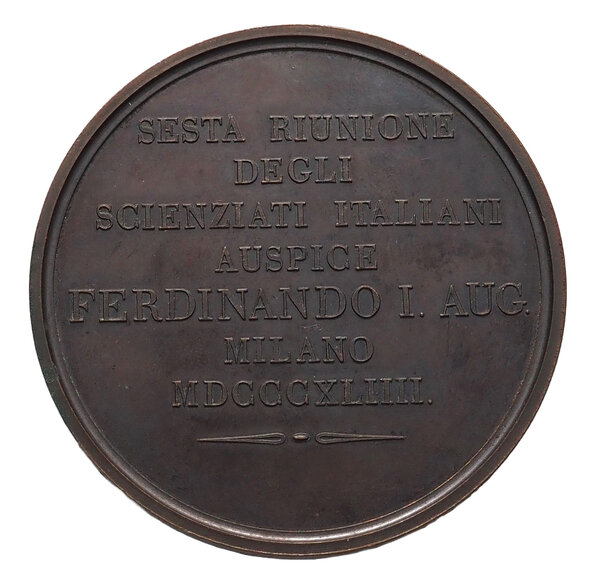 SESTA RIUNIONE
DEGLI
SCIENZIATI ITALIANI
AUSPICE
FERDINANDO I. AUG.
MILANO
MDCCCXLIIII.